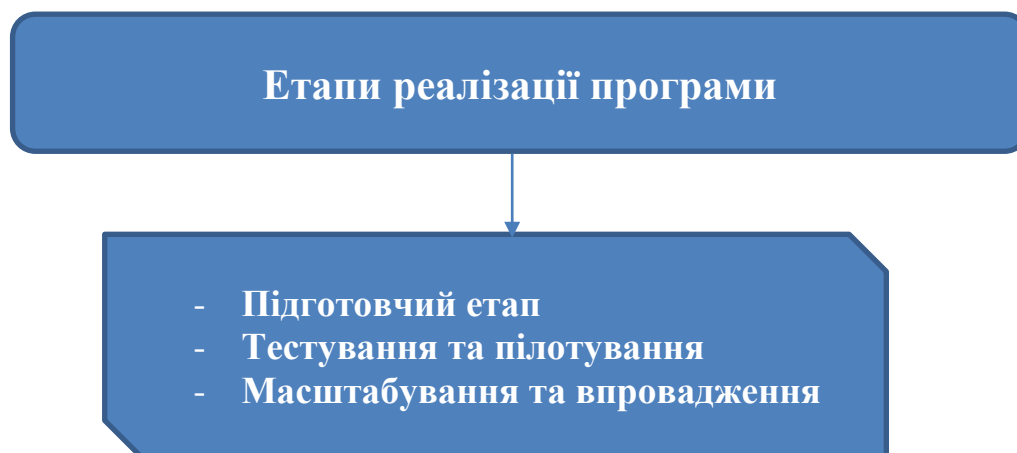 Етапи реалізації програми
- Підготовчий етап
- Тестування та пілотування
- Масштабування та впровадження